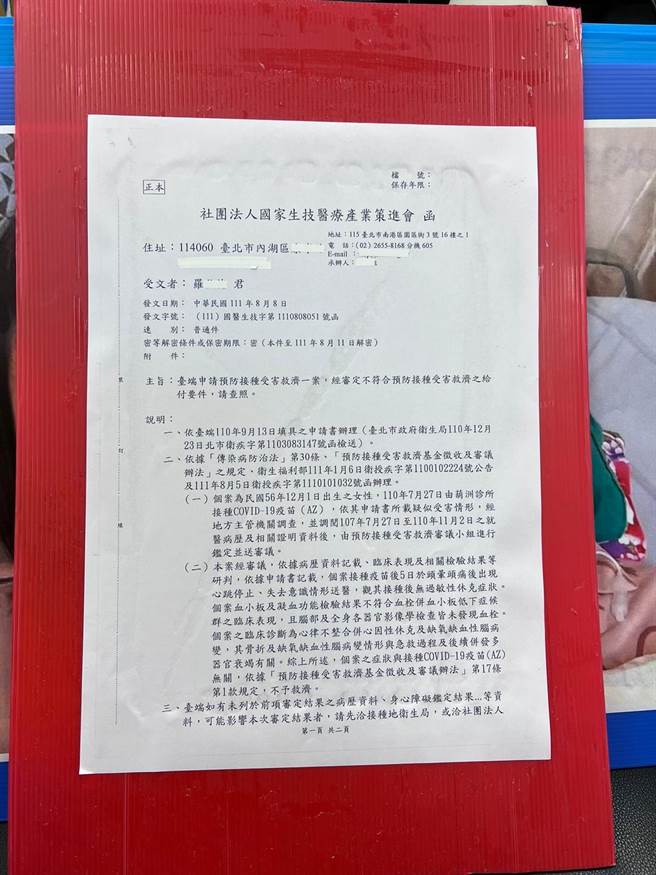 檔　　號：
保存年限：
正本
社團法人國家生技醫療產業策進會 函
地址：115 臺北市南港區園區街 3 號 16 樓之 1
住址：114060 臺北市內湖區
電　話：(02) 2655-8168 分機 605
E-mail ：
承辦人：
受文者：羅 君
發文日期： 中華民國 111 年 8 月 8 日
發文字號： （111）國醫生技字第 1110808051 號函
速　　別： 普通件
密等解密條件或保密期限：密（本件至 111 年 8 月 11 日解密）
附　　件：
主旨：臺端申請預防接種受害救濟一案，經審定不符合預防接種受害救濟之給
付要件，請查照。
說明：
一、依臺端110年9月13日填具之申請書辦理（臺北市政府衛生局110年12月
23日北市衛疾字第1103083147號函檢送）。
二、依據「傳染病防治法」第30條、「預防接種受害救濟基金徵收及審議
辦法」之規定、衛生福利部111年1月6日衛授疾字第1100102224號公告
及111年8月5日衛授疾字第1110101032號函辦理。
（一）個案為民國56年12月1日出生之女性，110年7月27日由萌洲診所
接種COVID-19疫苗（AZ），依其申請書所載疑似受害情形，經
地方主管機關調查，並調閱107年7月27日至110年11月2日之就
醫病歷及相關證明資料後，由預防接種受害救濟審議小組進行
鑑定並送審議。
（二）本案經審議，依據病歷資料記載、臨床表現及相關檢驗結果等
研判，依據申請書記載，個案接種疫苗後5日於頭暈頭痛後出現
心跳停止、失去意識情形送醫，觀其接種後無過敏性休克症狀。
個案血小板及凝血功能檢驗結果不符合血栓併血小板低下症候
群之臨床表現，且腦部及全身各器官影像學檢查皆未發現血栓。
個案之臨床診斷為心律不整合併心因性休克及缺氧缺血性腦病
變，其骨折及缺氧缺血性腦病變情形與急救過程及後續併發多
器官衰竭有關。綜上所述，個案之症狀與接種COVID-19疫苗(AZ)
無關，依據「預防接種受害救濟基金徵收及審議辦法」第17條
第1款規定，不予救濟。
三、臺端如有未列於前項審定結果之病歷資料、身心障礙鑑定結果...等資
料，可能影響本次審定結果者，請先洽接種地衛生局，或洽社團法人
第一頁 共二頁